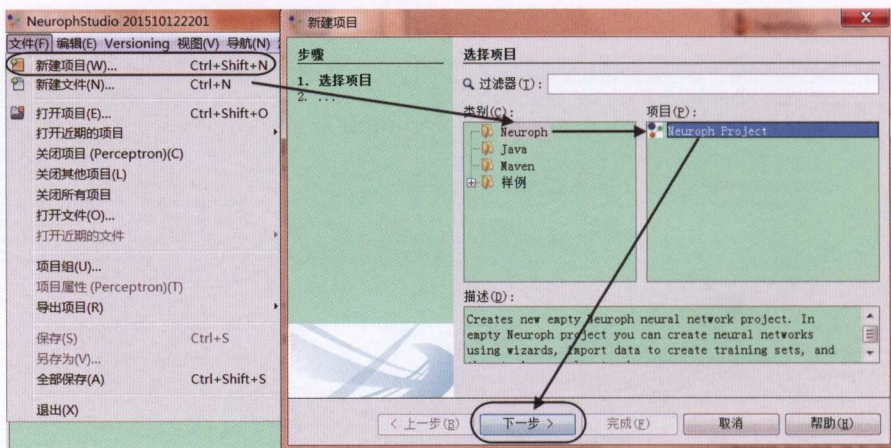 NeurophStudio 201510122201
文件(F) 编辑(E) Versioning 视图(V) 导航(N)
新建项目(W)... Ctrl+Shift+N
新建文件(N)... Ctrl+N
打开项目(E)... Ctrl+Shift+O
打开近期的项目
关闭项目 (Perceptron)(C)
关闭其他项目(L)
关闭所有项目
打开文件(O)...
打开近期的文件
项目组(U)...
项目属性 (Perceptron)(T)
导出项目(R)
保存(S) Ctrl+S
另存为(V)...
全部保存(A) Ctrl+Shift+S
退出(X)
新建项目
步骤
1. 选择项目
2. ...
选择项目
过滤器(I):
类别(C):
Neuroph
Java
Maven
样例
项目(P):
Neuroph Project
描述(D):
Creates new empty Neuroph neural network project. In
empty Neuroph project you can create neural networks
using wizards, import data to create training sets, and
< 上一步(B) 下一步 > 完成(F) 取消 帮助(H)